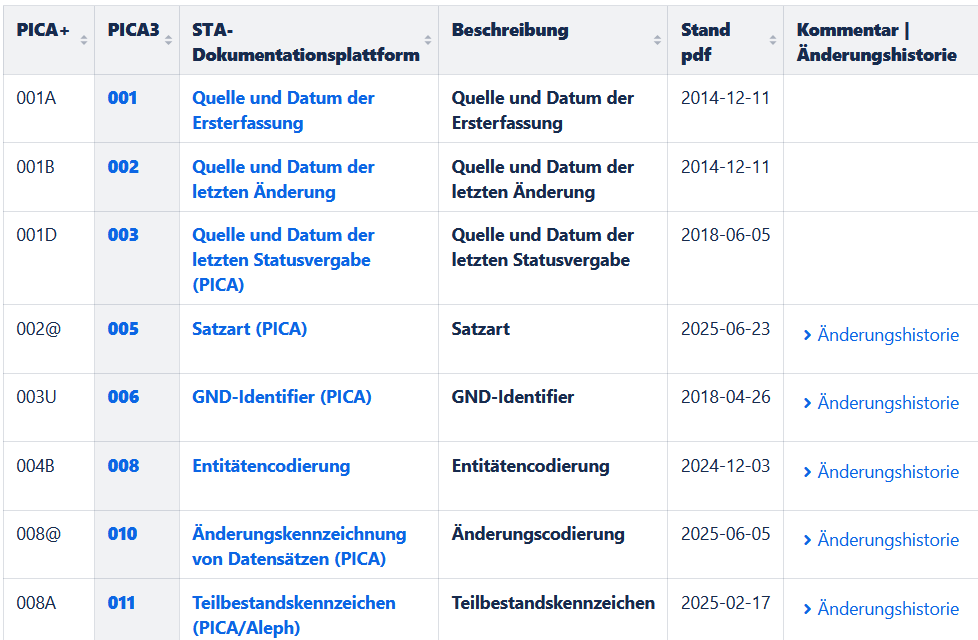 PICA+ PICA3 STA- Beschreibung Stand Kommentar |
Dokumentationsplattform pdf Änderungshistorie
001A 001 Quelle und Datum der Quelle und Datum der 2014-12-11
Ersterfassung Ersterfassung
001B 002 Quelle und Datum der Quelle und Datum der 2014-12-11
letzten Änderung letzten Änderung
001D 003 Quelle und Datum der Quelle und Datum der 2018-06-05
letzten Statusvergabe letzten Statusvergabe
(PICA)
002@ 005 Satzart (PICA) Satzart 2025-06-23 > Änderungshistorie
003U 006 GND-Identifier (PICA) GND-Identifier 2018-04-26 > Änderungshistorie
004B 008 Entitätencodierung Entitätencodierung 2024-12-03 > Änderungshistorie
008@ 010 Änderungskennzeichnung Änderungscodierung 2025-06-05 > Änderungshistorie
von Datensätzen (PICA)
008A 011 Teilbestandskennzeichen Teilbestandskennzeichen 2025-02-17 > Änderungshistorie
(PICA/Aleph)